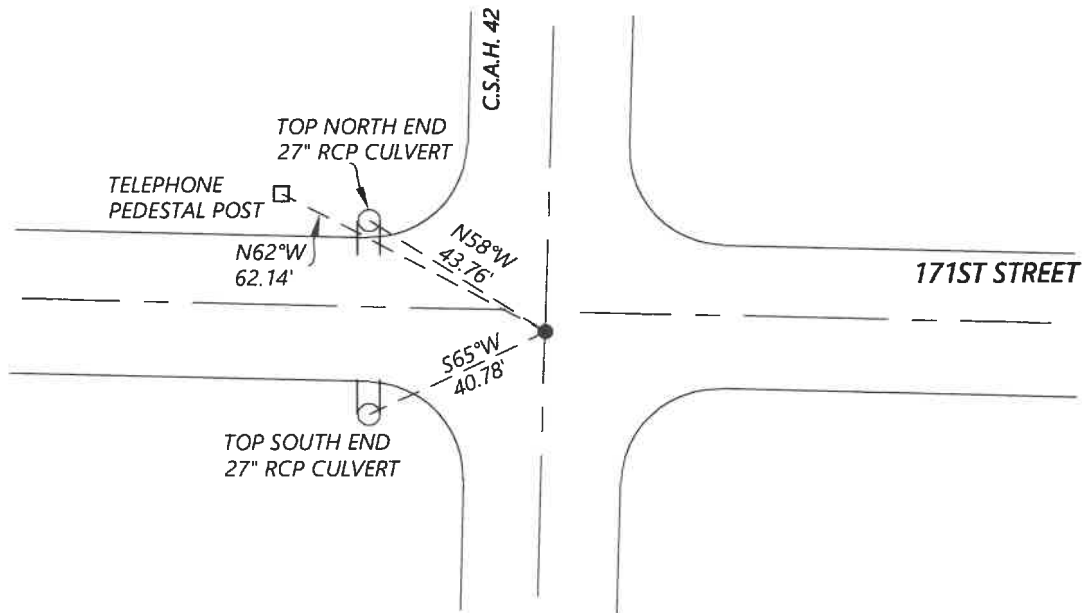 C.S.A.H. 42
TOP NORTH END
27" RCP CULVERT
TELEPHONE
PEDESTAL POST
N62°W
62.14'
N58°W
43.76'
171ST STREET
S65°W
40.78'
TOP SOUTH END
27" RCP CULVERT